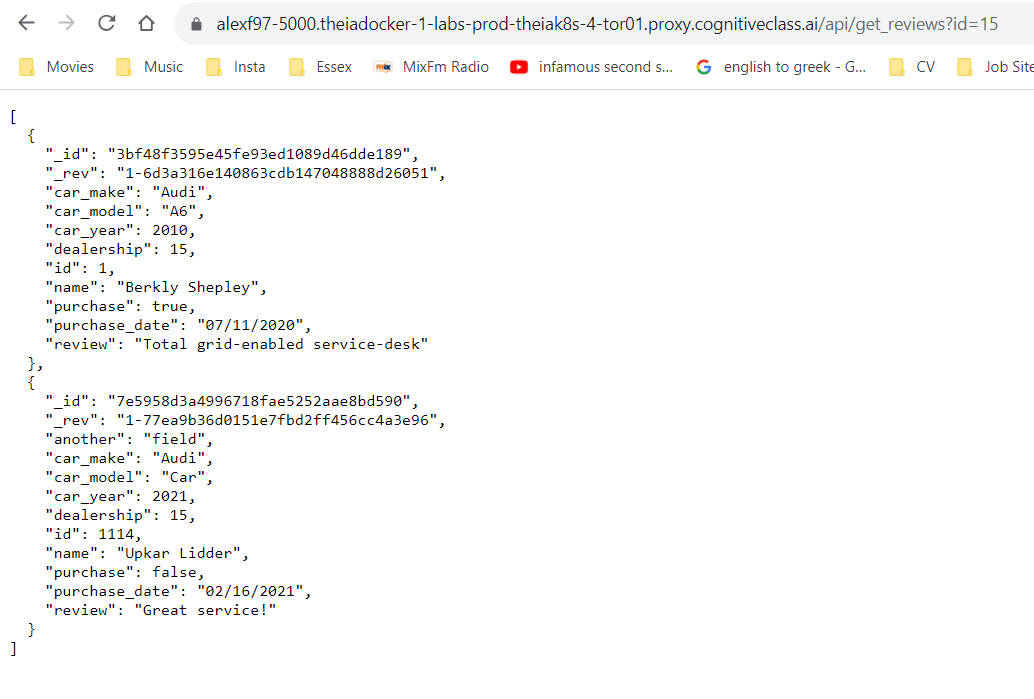 alexf97-5000.theiadocker-1-labs-prod-theiak8s-4-tor01.proxy.cognitiveclass.ai/api/get_reviews?id=15
Movies Music Insta Essex MixFm Radio infamous second s... english to greek - G... CV Job Site
[
{
"_id": "3bf48f3595e45fe93ed1089d46dde189",
"_rev": "1-6d3a316e140863cdb147048888d26051",
"car_make": "Audi",
"car_model": "A6",
"car_year": 2010,
"dealership": 15,
"id": 1,
"name": "Berkly Shepley",
"purchase": true,
"purchase_date": "07/11/2020",
"review": "Total grid-enabled service-desk"
},
{
"_id": "7e5958d3a4996718fae5252aae8bd590",
"_rev": "1-77ea9b36d0151e7fbd2ff456cc4a3e96",
"another": "field",
"car_make": "Audi",
"car_model": "Car",
"car_year": 2021,
"dealership": 15,
"id": 1114,
"name": "Upkar Lidder",
"purchase": false,
"purchase_date": "02/16/2021",
"review": "Great service!"
}
]